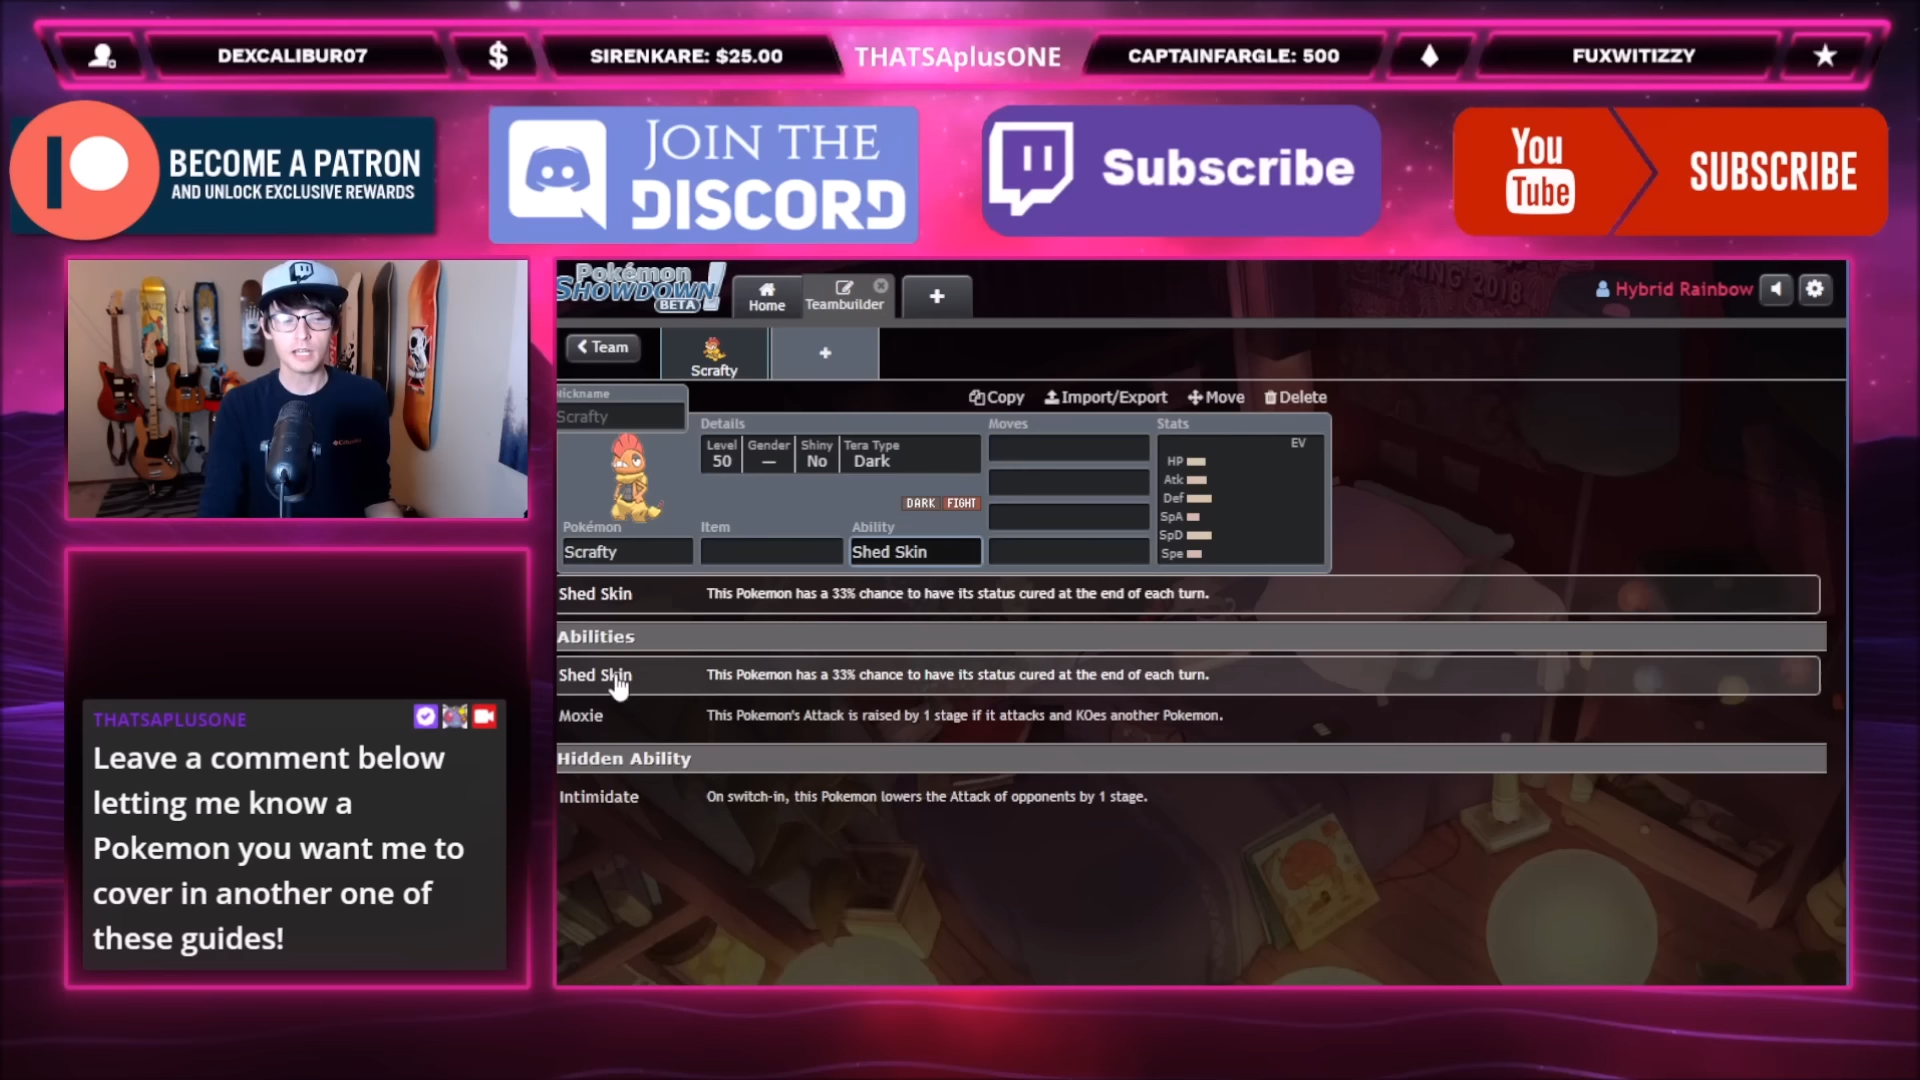 DEXCALIBUR07
$
SIRENKARE: $25.00
THATSAplusONE
CAPTAINFARGLE: 500
FUXWITIZZY
BECOME A PATRON
AND UNLOCK EXCLUSIVE REWARDS
JOIN THE
DISCORD
Subscribe
You
Tube
SUBSCRIBE
Pokémon
SHOWDOWN!
BETA
Home
Teambuilder
+
Hybrid Rainbow
SPRING 2018
Team
Scrafty
+
Nickname
Scrafty
Copy
Import/Export
Move
Delete
Details
Moves
Stats
Level
50
Gender
—
Shiny
No
Tera Type
Dark
EV
HP
Atk
Def
SpA
SpD
Spe
DARK FIGHT
Pokémon
Item
Ability
Scrafty
Shed Skin
Shed Skin This Pokemon has a 33% chance to have its status cured at the end of each turn.
Abilities
Shed Skin This Pokemon has a 33% chance to have its status cured at the end of each turn.
Moxie This Pokemon's Attack is raised by 1 stage if it attacks and KOes another Pokemon.
Hidden Ability
Intimidate On switch-in, this Pokemon lowers the Attack of opponents by 1 stage.
THATSAPLUSONE
Leave a comment below
letting me know a
Pokemon you want me to
cover in another one of
these guides!